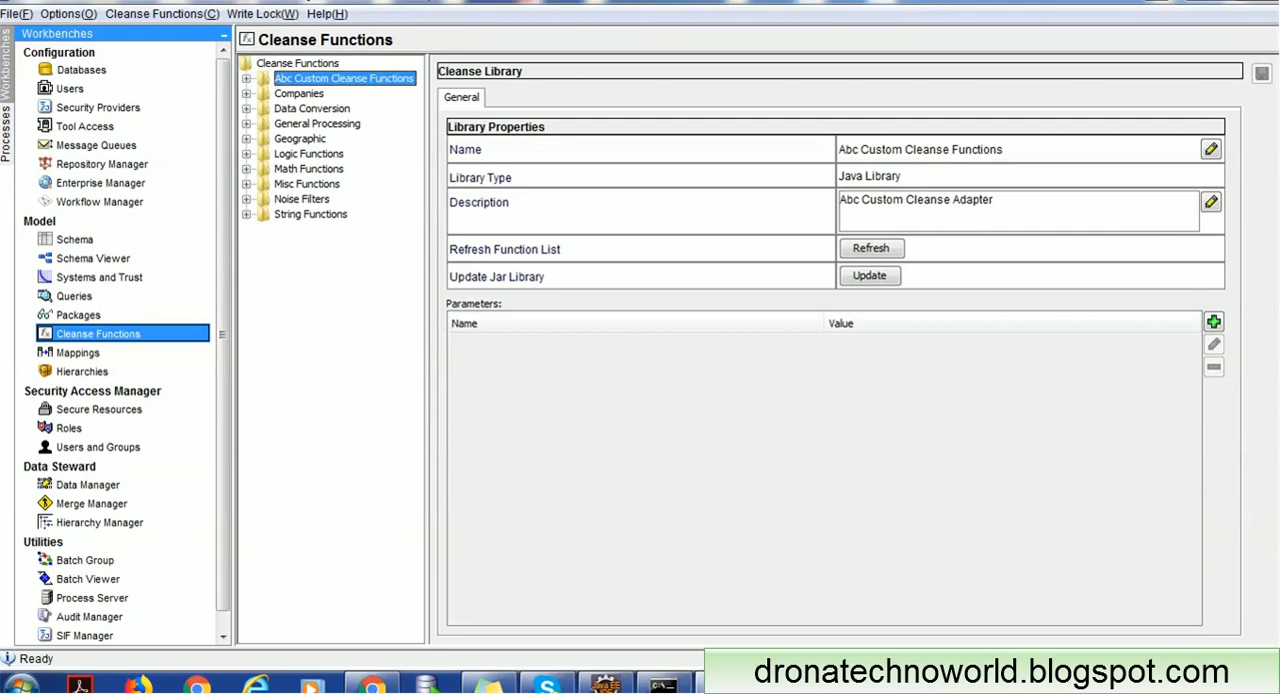 File(F) Options(O) Cleanse Functions(C) Write Lock(W) Help(H)
Workbenches
Processes
Workbenches
Configuration
Databases
Users
Security Providers
Tool Access
Message Queues
Repository Manager
Enterprise Manager
Workflow Manager
Model
Schema
Schema Viewer
Systems and Trust
Queries
Packages
Cleanse Functions
Mappings
Hierarchies
Security Access Manager
Secure Resources
Roles
Users and Groups
Data Steward
Data Manager
Merge Manager
Hierarchy Manager
Utilities
Batch Group
Batch Viewer
Process Server
Audit Manager
SIF Manager
Cleanse Functions
Cleanse Functions
Abc Custom Cleanse Functions
Companies
Data Conversion
General Processing
Geographic
Logic Functions
Math Functions
Misc Functions
Noise Filters
String Functions
Cleanse Library
General
Library Properties
Name Abc Custom Cleanse Functions
Library Type Java Library
Description Abc Custom Cleanse Adapter
Refresh Function List Refresh
Update Jar Library Update
Parameters:
Name Value
Ready
dronatechnoworld.blogspot.com